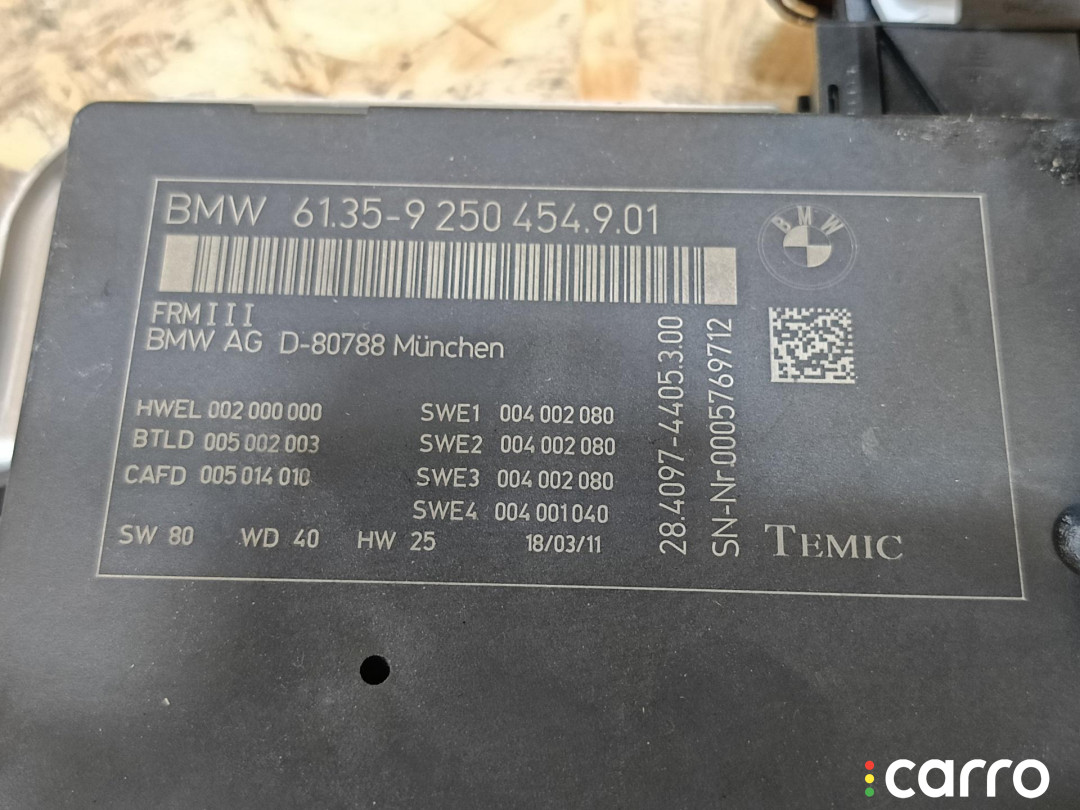 BMW 61.35-9 250 454.9.01
BMW
FRMIII
BMW AG D-80788 München
HWEL 002 000 000 SWE1 004 002 080
BTLD 005 002 003 SWE2 004 002 080
CAFD 005 014 010 SWE3 004 002 080
SWE4 004 001 040
SW 80 WD 40 HW 25 18/03/11
28.4097-4405.3.00
SN-Nr.0005769712
TEMIC
carro